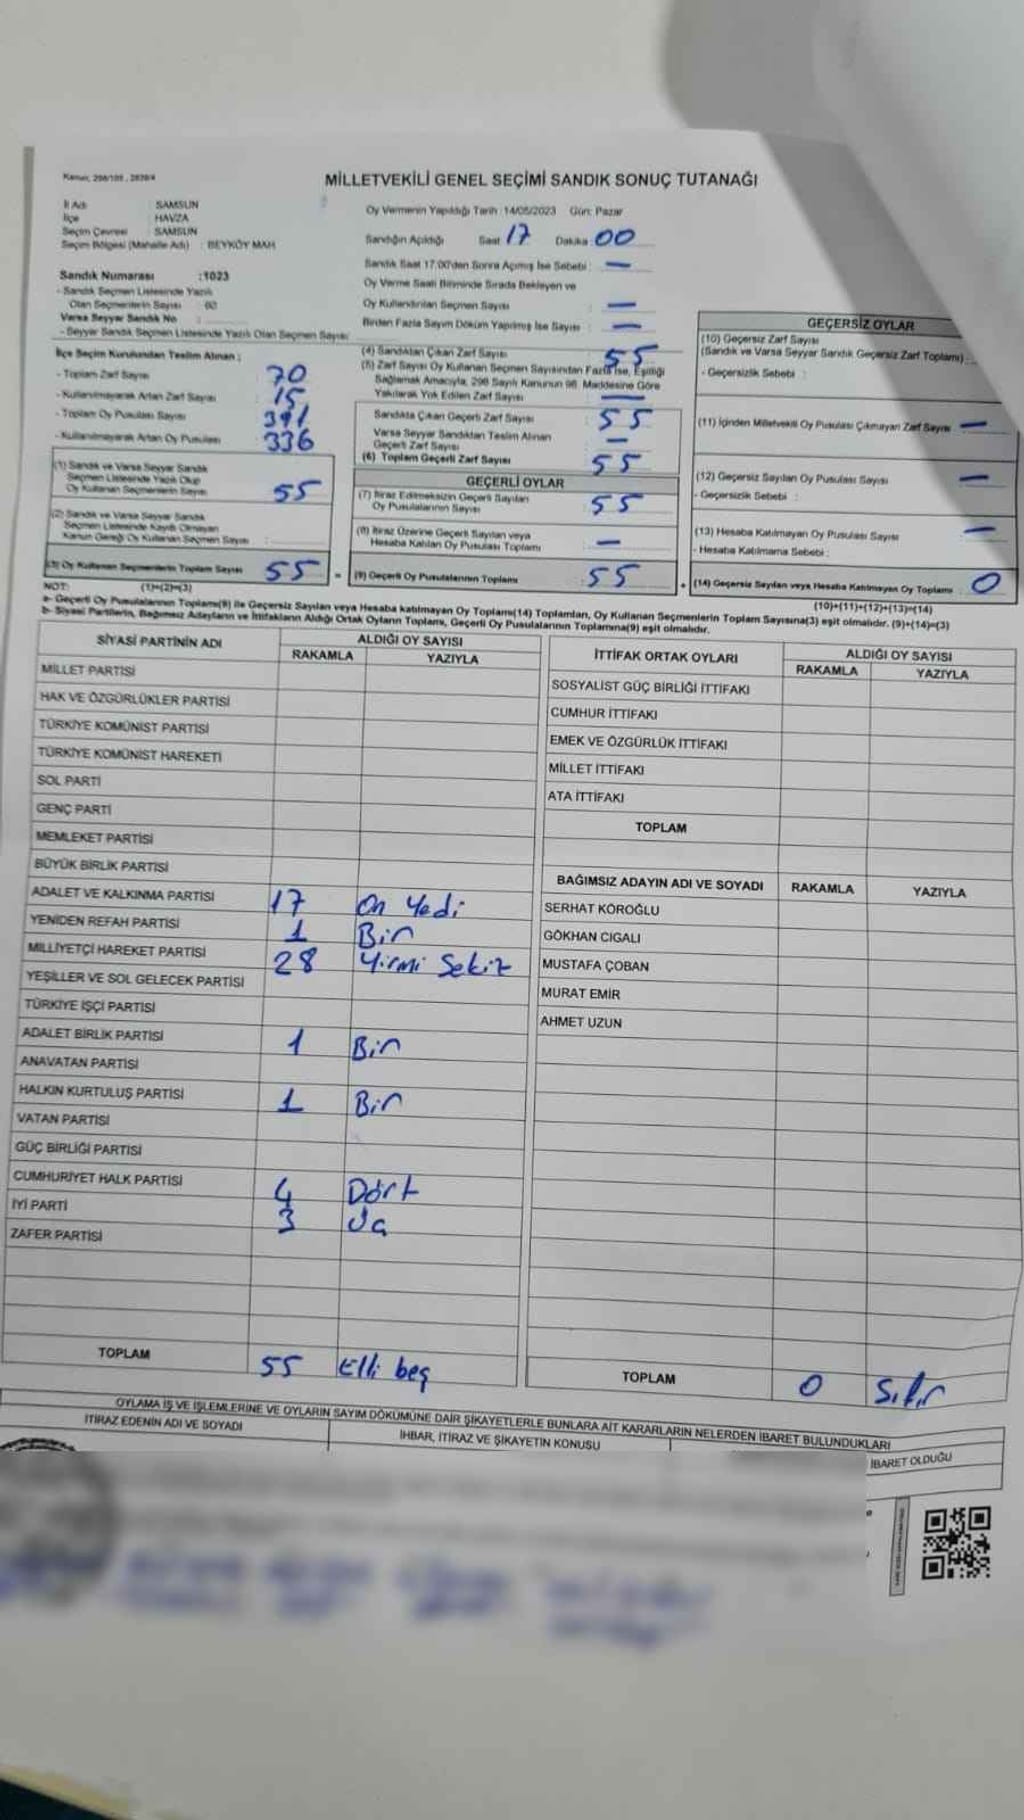 Kanun; 298/105 , 2839/4
MİLLETVEKİLİ GENEL SEÇİMİ SANDIK SONUÇ TUTANAĞI
İl Adı : SAMSUN
İlçe : HAVZA
Seçim Çevresi : SAMSUN
Seçim Bölgesi (Mahalle Adı) : BEYKÖY MAH
Oy Vermenin Yapıldığı Tarih :14/05/2023 Gün: Pazar
Sandığın Açıldığı Saat : 17 Dakika : 00
Sandık Saat 17:00'den Sonra Açılmış İse Sebebi : —
Oy Verme Saati Bitiminde Sırada Bekleyen ve
Oy Kullandırılan Seçmen Sayısı : —
Birden Fazla Sayım Döküm Yapılmış İse Sayısı : —
Sandık Numarası :1023
- Sandık Seçmen Listesinde Yazılı
Olan Seçmenlerin Sayısı : 60
Varsa Seyyar Sandık No :
- Seyyar Sandık Seçmen Listesinde Yazılı Olan Seçmen Sayısı:
İlçe Seçim Kurulundan Teslim Alınan ;
- Toplam Zarf Sayısı : 70
- Kullanılmayarak Artan Zarf Sayısı : 15
- Toplam Oy Pusulası Sayısı : 391
- Kullanılmayarak Artan Oy Pusulası : 336
(1) Sandık ve Varsa Seyyar Sandık
Seçmen Listesinde Yazılı Olup
Oy Kullanan Seçmenlerin Sayısı : 55
(2) Sandık ve Varsa Seyyar Sandık
Seçmen Listesinde Kayıtlı Olmayan
Kanun Gereği Oy Kullanan Seçmen Sayısı :
(3) Oy Kullanan Seçmenlerin Toplam Sayısı : 55 =
(1)+(2)=(3)
(4) Sandıktan Çıkan Zarf Sayısı : 55
(5) Zarf Sayısı Oy Kullanan Seçmen Sayısından Fazla İse, Eşitliği
Sağlamak Amacıyla, 298 Sayılı Kanunun 98. Maddesine Göre
Yakılarak Yok Edilen Zarf Sayısı : —
Sandıkta Çıkan Geçerli Zarf Sayısı : 55
Varsa Seyyar Sandıktan Teslim Alınan
Geçerli Zarf Sayısı : —
(6) Toplam Geçerli Zarf Sayısı : 55
GEÇERLİ OYLAR
(7) İtiraz Edilmeksizin Geçerli Sayılan
Oy Pusulalarının Sayısı : 55
(8) İtiraz Üzerine Geçerli Sayılan veya
Hesaba Katılan Oy Pusulası Toplamı : —
(9) Geçerli Oy Pusulalarının Toplamı : 55 +
GEÇERSİZ OYLAR
(10) Geçersiz Zarf Sayısı
(Sandık ve Varsa Seyyar Sandık Geçersiz Zarf Toplamı)
- Geçersizlik Sebebi :
(11) İçinden Milletvekili Oy Pusulası Çıkmayan Zarf Sayısı : —
(12) Geçersiz Sayılan Oy Pusulası Sayısı : —
- Geçersizlik Sebebi :
(13) Hesaba Katılmayan Oy Pusulası Sayısı : —
- Hesaba Katılmama Sebebi :
(14) Geçersiz Sayılan veya Hesaba Katılmayan Oy Toplamı : 0
(10)+(11)+(12)+(13)=(14)
NOT:
a- Geçerli Oy Pusulalarının Toplamı(9) ile Geçersiz Sayılan veya Hesaba katılmayan Oy Toplamı(14) Toplamları, Oy Kullanan Seçmenlerin Toplam Sayısına(3) eşit olmalıdır. (9)+(14)=(3)
b- Siyasi Partilerin, Bağımsız Adayların ve İttifakların Aldığı Ortak Oyların Toplamı, Geçerli Oy Pusulalarının Toplamına(9) eşit olmalıdır.
SİYASİ PARTİNİN ADI ALDIĞI OY SAYISI
RAKAMLA YAZIYLA
MİLLET PARTİSİ
HAK VE ÖZGÜRLÜKLER PARTİSİ
TÜRKİYE KOMÜNİST PARTİSİ
TÜRKİYE KOMÜNİST HAREKETİ
SOL PARTİ
GENÇ PARTİ
MEMLEKET PARTİSİ
BÜYÜK BİRLİK PARTİSİ
ADALET VE KALKINMA PARTİSİ 17 On Yedi
YENİDEN REFAH PARTİSİ 1 Bir
MİLLİYETÇİ HAREKET PARTİSİ 28 Yirmi Sekiz
YEŞİLLER VE SOL GELECEK PARTİSİ
TÜRKİYE İŞÇİ PARTİSİ
ADALET BİRLİK PARTİSİ 1 Bir
ANAVATAN PARTİSİ
HALKIN KURTULUŞ PARTİSİ 1 Bir
VATAN PARTİSİ
GÜÇ BİRLİĞİ PARTİSİ
CUMHURİYET HALK PARTİSİ 4 Dört
İYİ PARTİ 3 Üç
ZAFER PARTİSİ
TOPLAM 55 Elli beş
İTTİFAK ORTAK OYLARI ALDIĞI OY SAYISI
RAKAMLA YAZIYLA
SOSYALİST GÜÇ BİRLİĞİ İTTİFAKI
CUMHUR İTTİFAKI
EMEK VE ÖZGÜRLÜK İTTİFAKI
MİLLET İTTİFAKI
ATA İTTİFAKI
TOPLAM
BAĞIMSIZ ADAYIN ADI VE SOYADI RAKAMLA YAZIYLA
SERHAT KÖROĞLU
GÖKHAN CIGALI
MUSTAFA ÇOBAN
MURAT EMİR
AHMET UZUN
TOPLAM 0 Sıfır
OYLAMA İŞ VE İŞLEMLERİNE VE OYLARIN SAYIM DÖKÜMÜNE DAİR ŞİKAYETLERLE BUNLARA AİT KARARLARIN NELERDEN İBARET BULUNDUKLARI
İTİRAZ EDENİN ADI VE SOYADI
İHBAR, İTİRAZ VE ŞİKAYETİN KONUSU
İBARET OLDUĞU